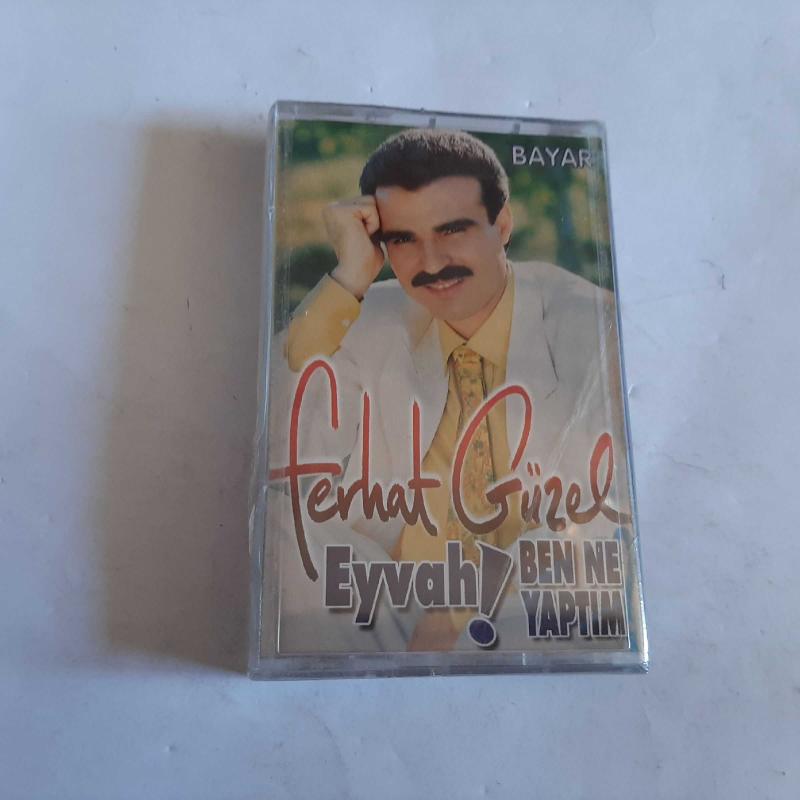 BAYAR
Ferhat Güzel
Eyvah! BEN NE
YAPTIM